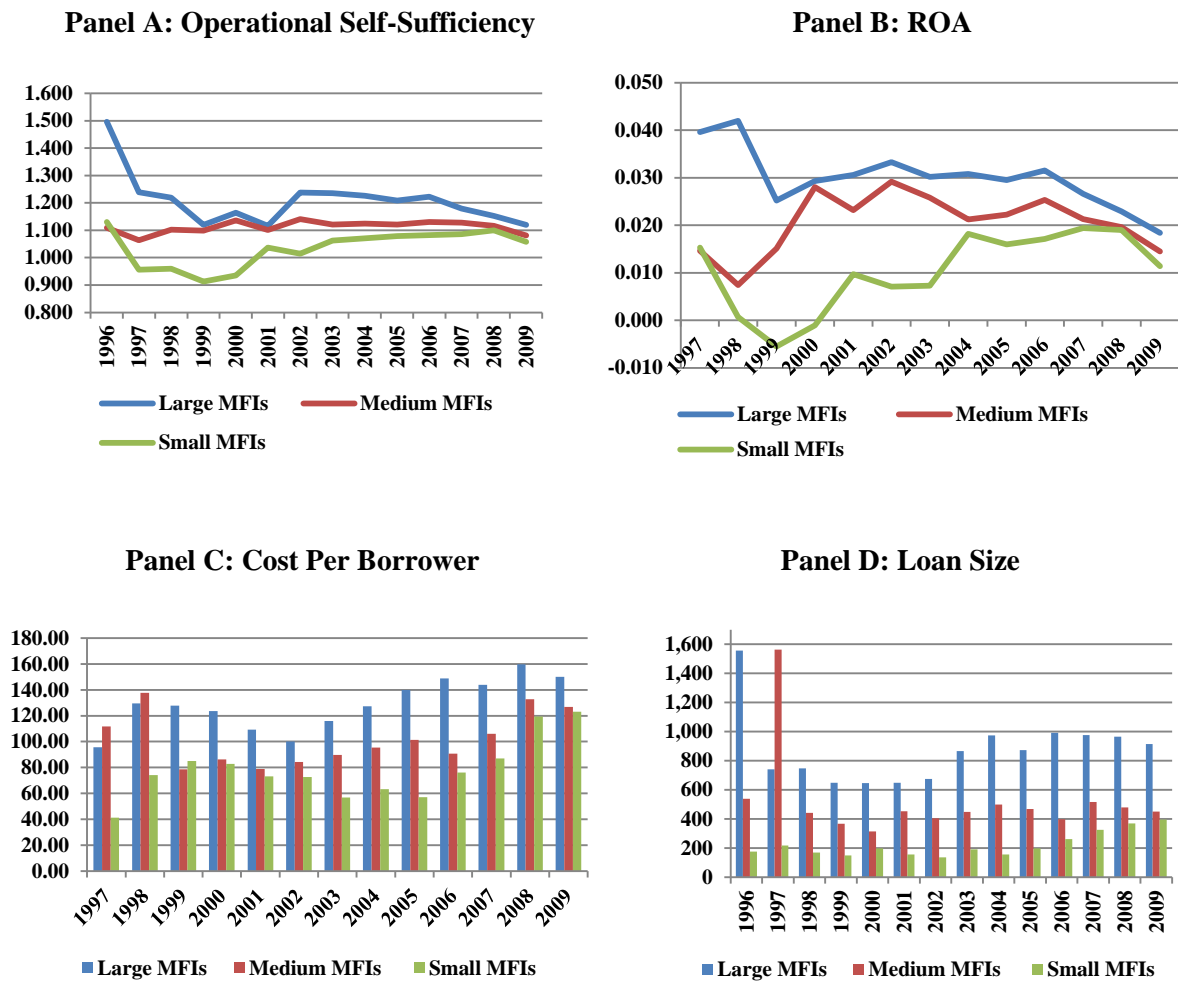 Panel A: Operational Self-Sufficiency
1.600
1.500
1.400
1.300
1.200
1.100
1.000
0.900
0.800
1996 1997 1998 1999 2000 2001 2002 2003 2004 2005 2006 2007 2008 2009
Large MFIs Medium MFIs
Small MFIs
Panel B: ROA
0.050
0.040
0.030
0.020
0.010
0.000
-0.010
1997 1998 1999 2000 2001 2002 2003 2004 2005 2006 2007 2008 2009
Large MFIs Medium MFIs
Small MFIs
Panel C: Cost Per Borrower
180.00
160.00
140.00
120.00
100.00
80.00
60.00
40.00
20.00
0.00
1997 1998 1999 2000 2001 2002 2003 2004 2005 2006 2007 2008 2009
Large MFIs Medium MFIs Small MFIs
Panel D: Loan Size
1,600
1,400
1,200
1,000
800
600
400
200
0
1996 1997 1998 1999 2000 2001 2002 2003 2004 2005 2006 2007 2008 2009
Large MFIs Medium MFIs Small MFIs